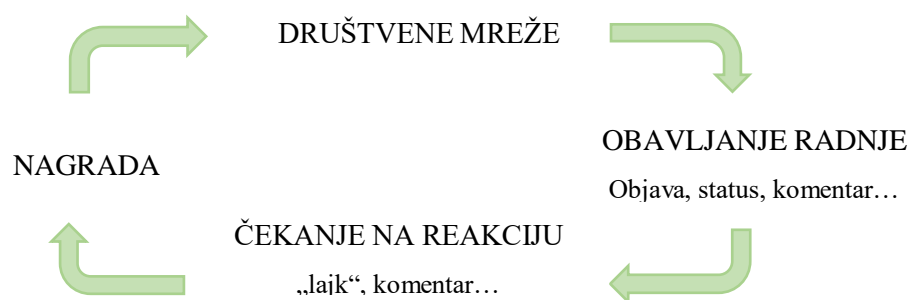 DRUŠTVENE MREŽE
OBAVLJANJE RADNJE
Objava, status, komentar…
NAGRADA
ČEKANJE NA REAKCIJU
„lajk“, komentar…